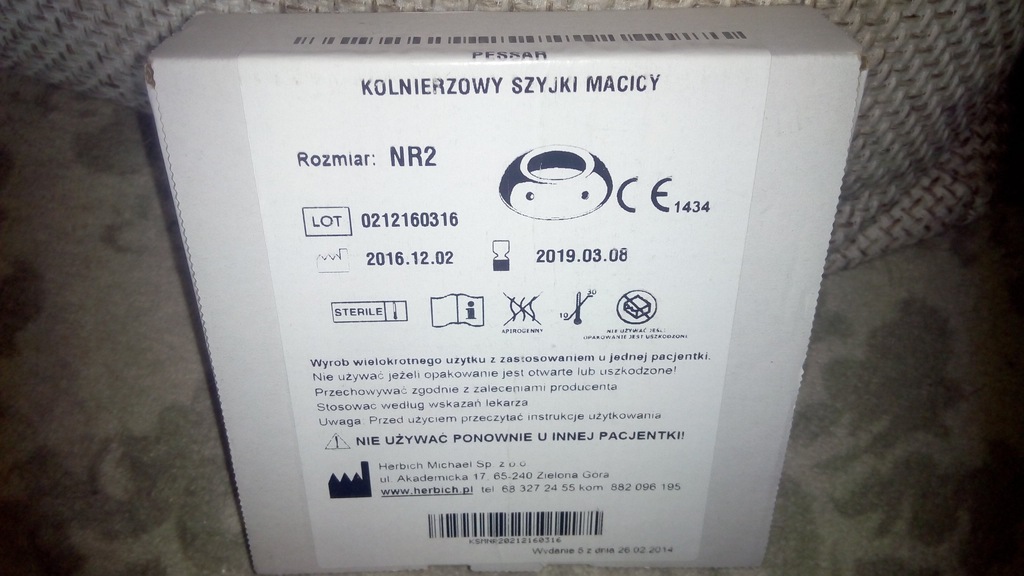 PESSAR
KOLNIERZOWY SZYJKI MACICY
Rozmiar: NR2
CE 1434
LOT 0212160316
2016.12.02 2019.03.08
STERILE
APIROGENNY
10 30
NIE UŻYWAĆ JEŚLI
OPAKOWANIE JEST USZKODZONE
Wyrob wielokrotnego uzytku z zastosowaniem u jednej pacjentki.
Nie używać jeżeli opakowanie jest otwarte lub uszkodzone!
Przechowywać zgodnie z zaleceniami producenta
Stosowac według wskazań lekarza
Uwaga. Przed użyciem przeczytać instrukcje użytkowania
NIE UŻYWAĆ PONOWNIE U INNEJ PACJENTKI!
Herbich Michael Sp. z o.o.
ul. Akademicka 17, 65-240 Zielona Gora
www.herbich.pl tel. 68 327 24 55 kom. 882 096 195
KSMNR20212160316
Wydanie 5 z dnia 26.02.2014